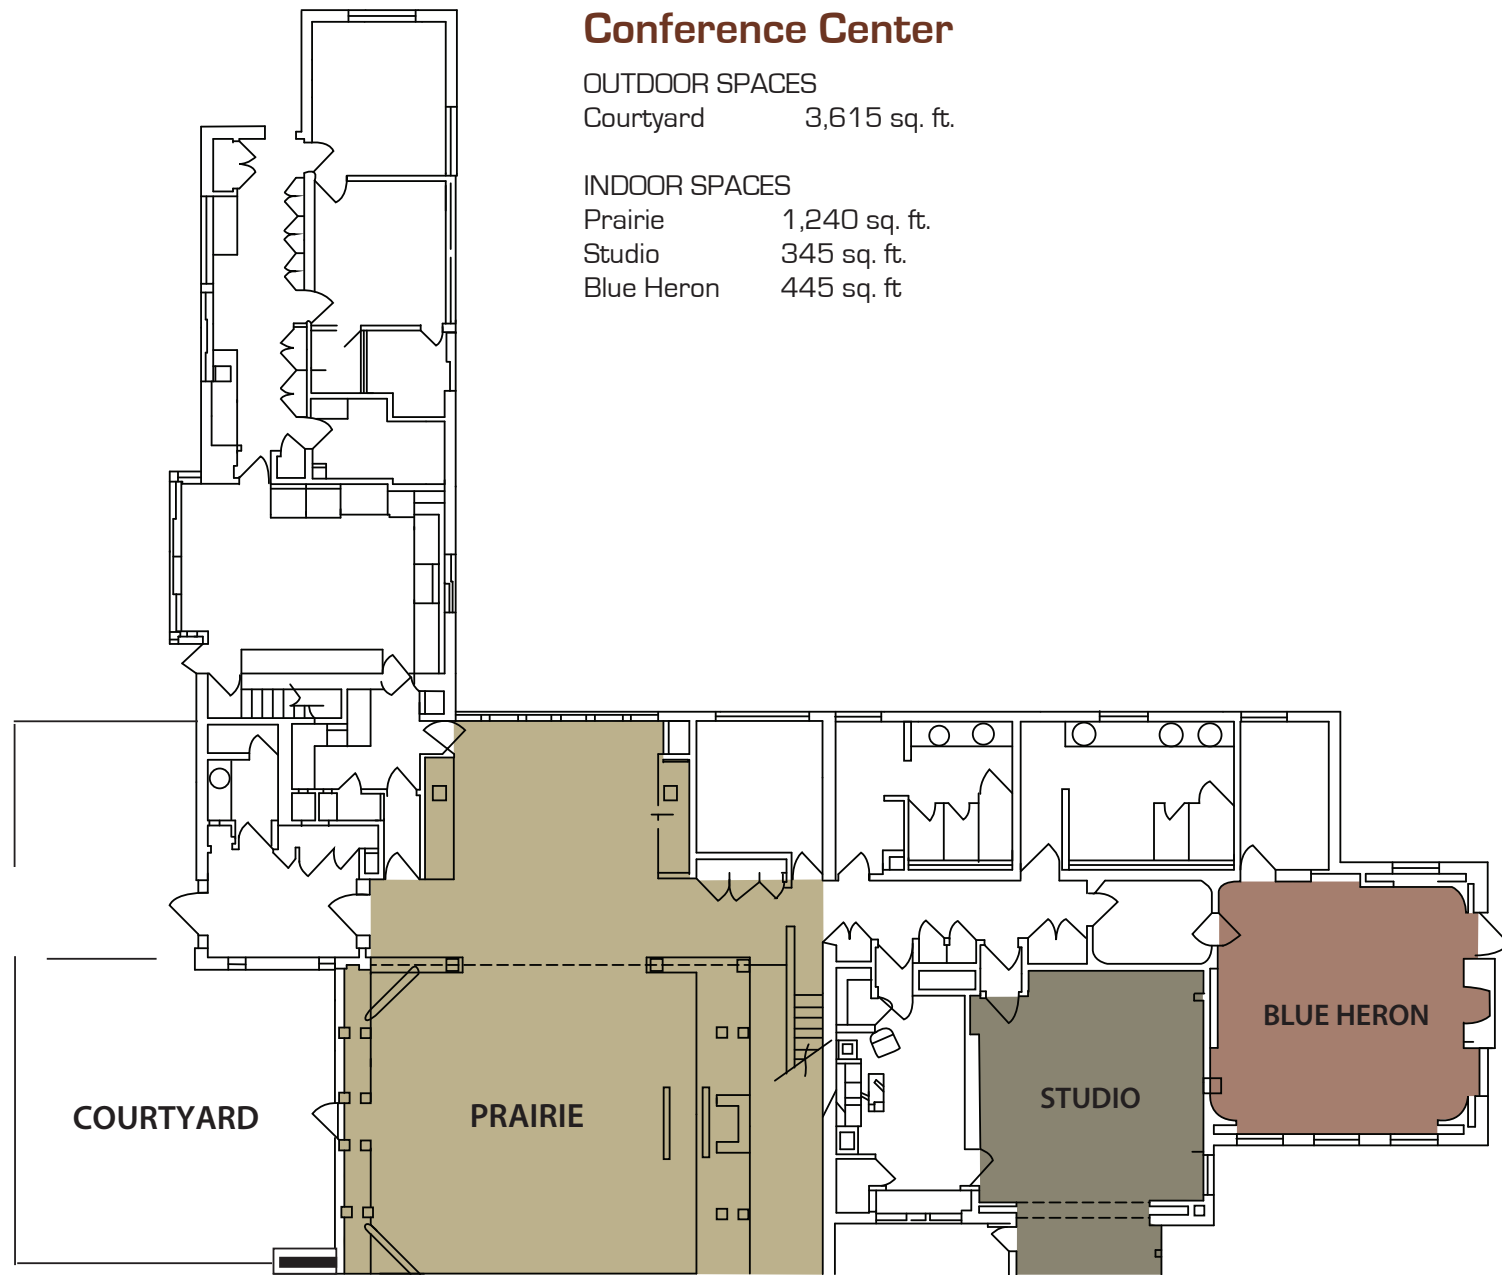 Conference Center
OUTDOOR SPACES
Courtyard 3,615 sq. ft.
INDOOR SPACES
Prairie 1,240 sq. ft.
Studio 345 sq. ft.
Blue Heron 445 sq. ft
BLUE HERON
STUDIO
COURTYARD
PRAIRIE